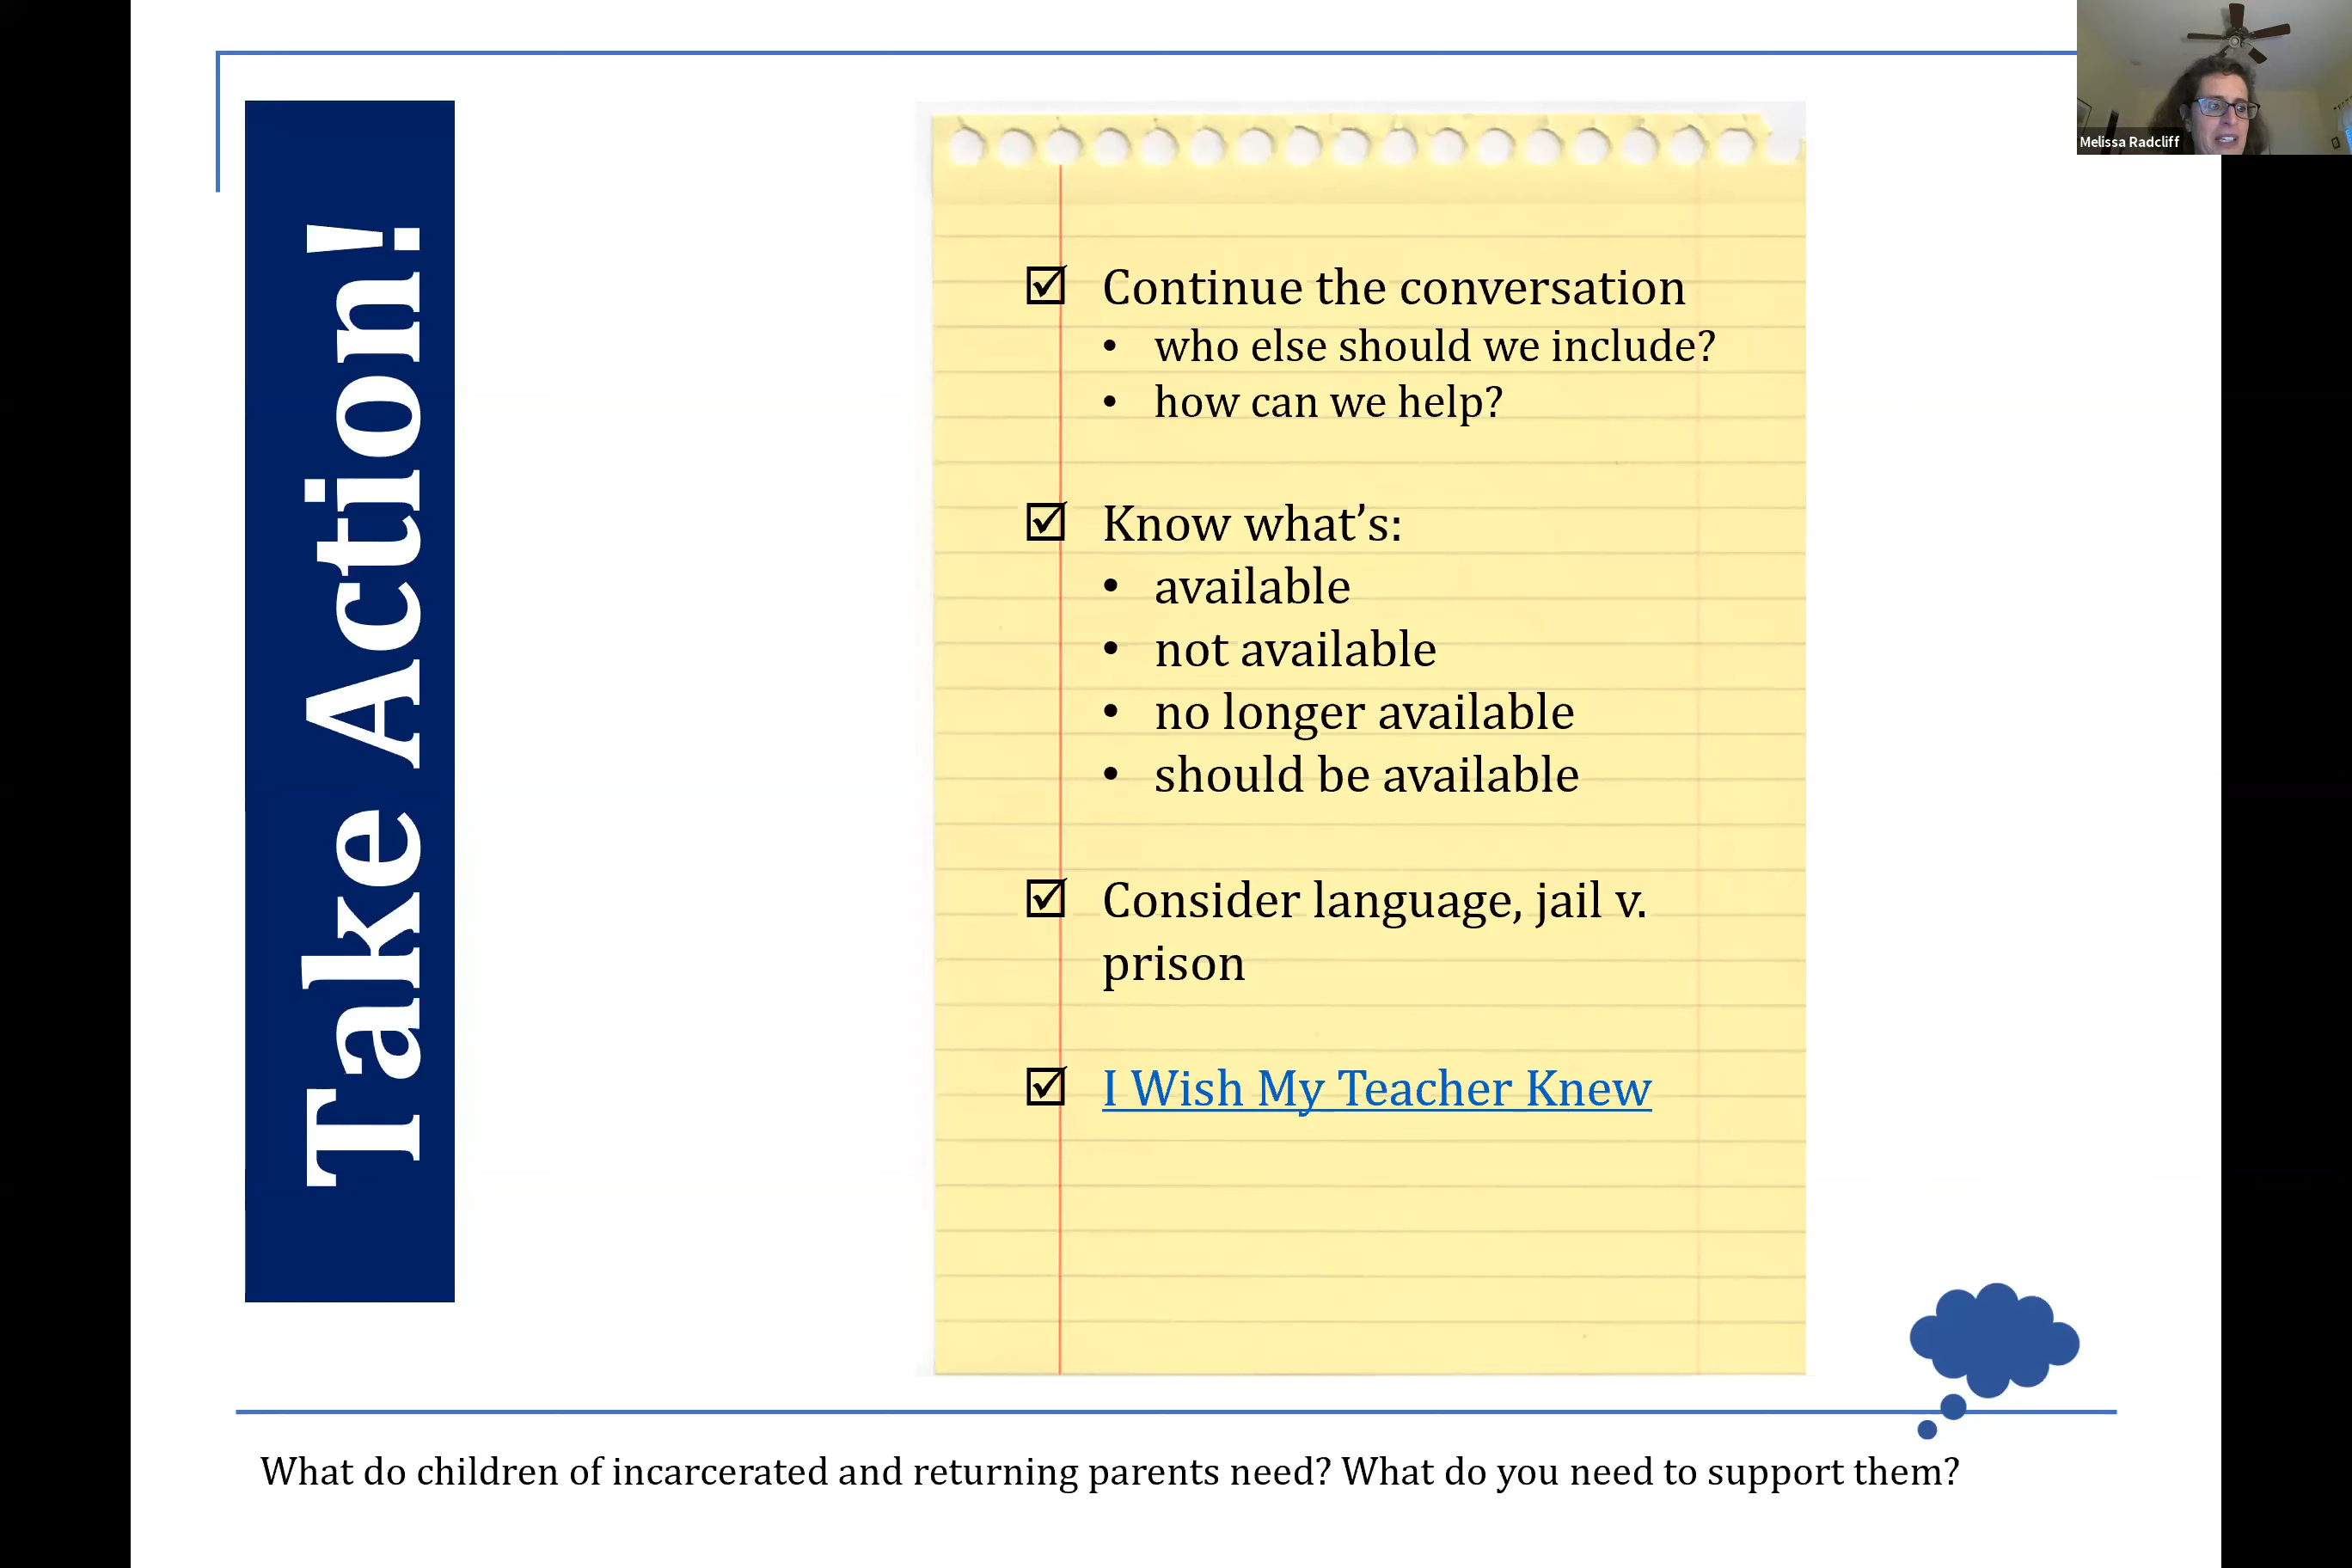 Melissa Radcliff
Take Action!
☑ Continue the conversation
• who else should we include?
• how can we help?
☑ Know what’s:
• available
• not available
• no longer available
• should be available
☑ Consider language, jail v.
prison
☑ I Wish My Teacher Knew
What do children of incarcerated and returning parents need? What do you need to support them?